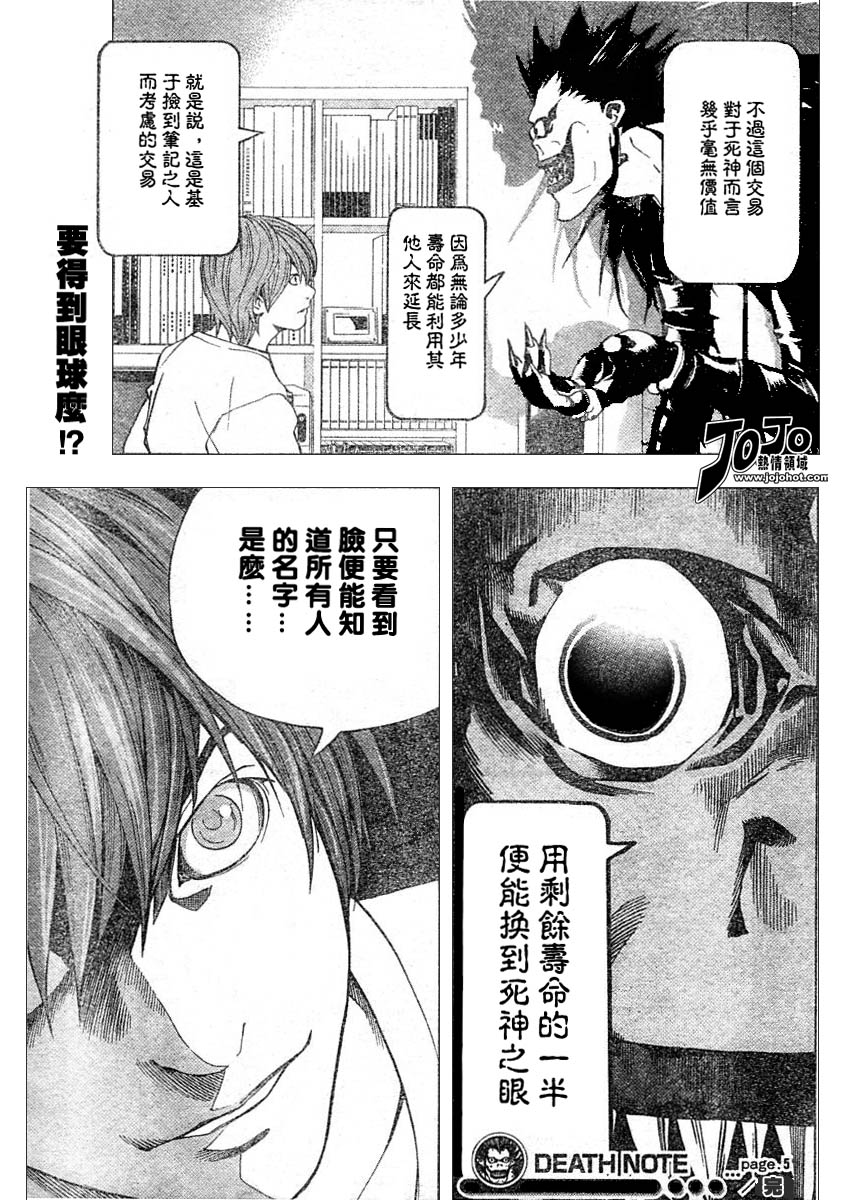 不過這個交易
對于死神而言
幾乎毫無價值
因爲無論多少年
壽命都能利用其
他人來延長
就是説，這是基
于撿到筆記之人
而考慮的交易
要得到眼球麼!?
JOJO
熱情領域
www.jojohot.com
用剩餘壽命的一半
便能换到死神之眼
只要看到
臉便能知
道所有人
的名字…
是麽……
DEATH NOTE
page.5
…／完